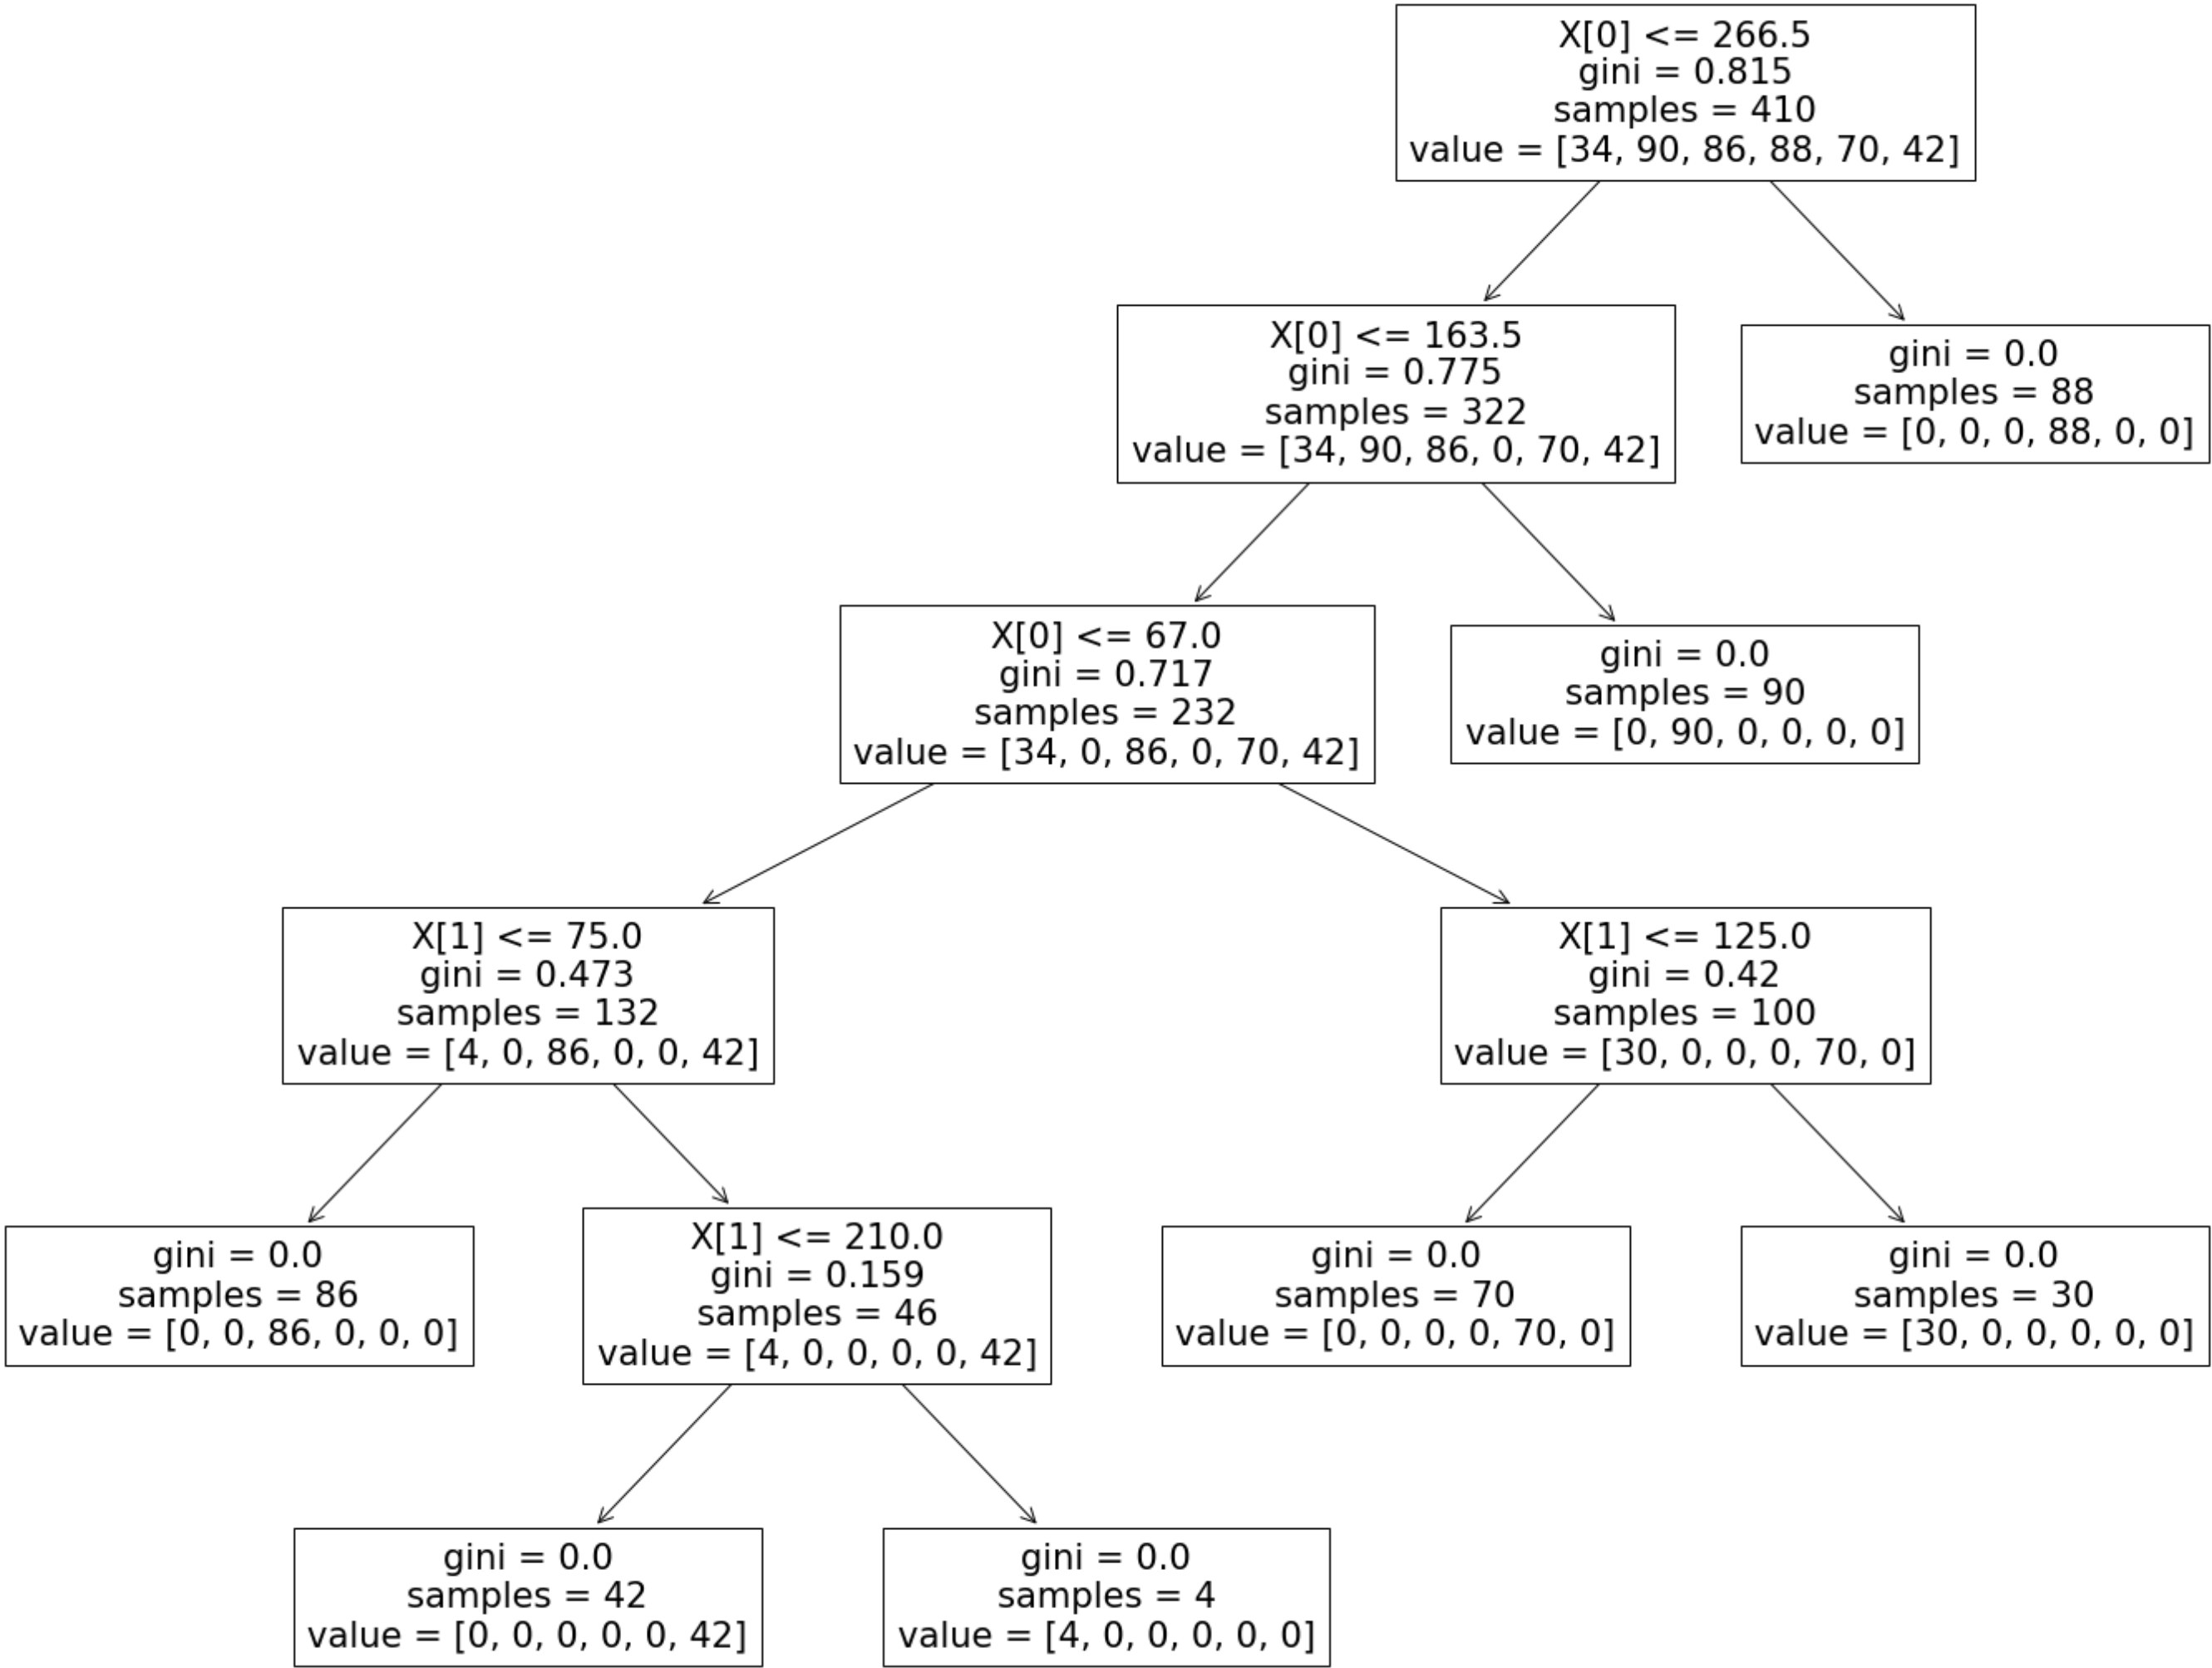 X[0] <= 266.5
gini = 0.815
samples = 410
value = [34, 90, 86, 88, 70, 42]
X[0] <= 163.5
gini = 0.775
samples = 322
value = [34, 90, 86, 0, 70, 42]
gini = 0.0
samples = 88
value = [0, 0, 0, 88, 0, 0]
X[0] <= 67.0
gini = 0.717
samples = 232
value = [34, 0, 86, 0, 70, 42]
gini = 0.0
samples = 90
value = [0, 90, 0, 0, 0, 0]
X[1] <= 75.0
gini = 0.473
samples = 132
value = [4, 0, 86, 0, 0, 42]
X[1] <= 125.0
gini = 0.42
samples = 100
value = [30, 0, 0, 0, 70, 0]
gini = 0.0
samples = 86
value = [0, 0, 86, 0, 0, 0]
X[1] <= 210.0
gini = 0.159
samples = 46
value = [4, 0, 0, 0, 0, 42]
gini = 0.0
samples = 70
value = [0, 0, 0, 0, 70, 0]
gini = 0.0
samples = 30
value = [30, 0, 0, 0, 0, 0]
gini = 0.0
samples = 42
value = [0, 0, 0, 0, 0, 42]
gini = 0.0
samples = 4
value = [4, 0, 0, 0, 0, 0]